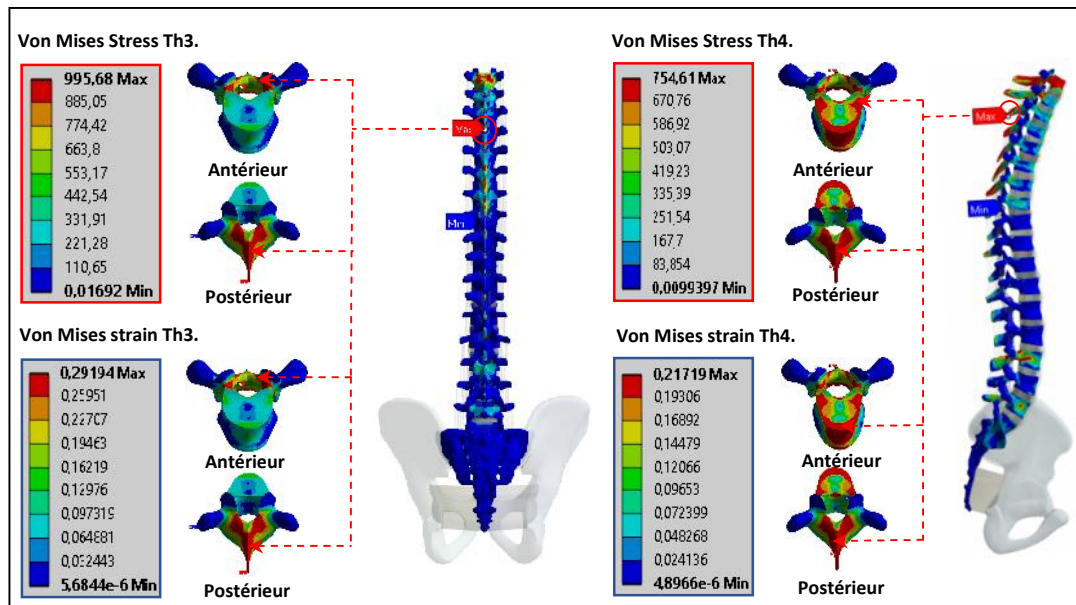 Von Mises Stress Th3.
995,68 Max
885,05
774,42
663,8
553,17
442,54
331,91
221,28
110,65
0,01692 Min
Antérieur
Postérieur
Von Mises strain Th3.
0,29194 Max
0,25951
0,22707
0,19463
0,16219
0,12976
0,097319
0,064881
0,032443
5,6844e-6 Min
Antérieur
Postérieur
Min
Von Mises Stress Th4.
754,61 Max
670,76
586,92
503,07
419,23
335,39
251,54
167,7
83,854
0,0099397 Min
Antérieur
Postérieur
Von Mises strain Th4.
0,21719 Max
0,19306
0,16892
0,14479
0,12066
0,09653
0,072399
0,048268
0,024136
4,8966e-6 Min
Antérieur
Postérieur
Max
Min